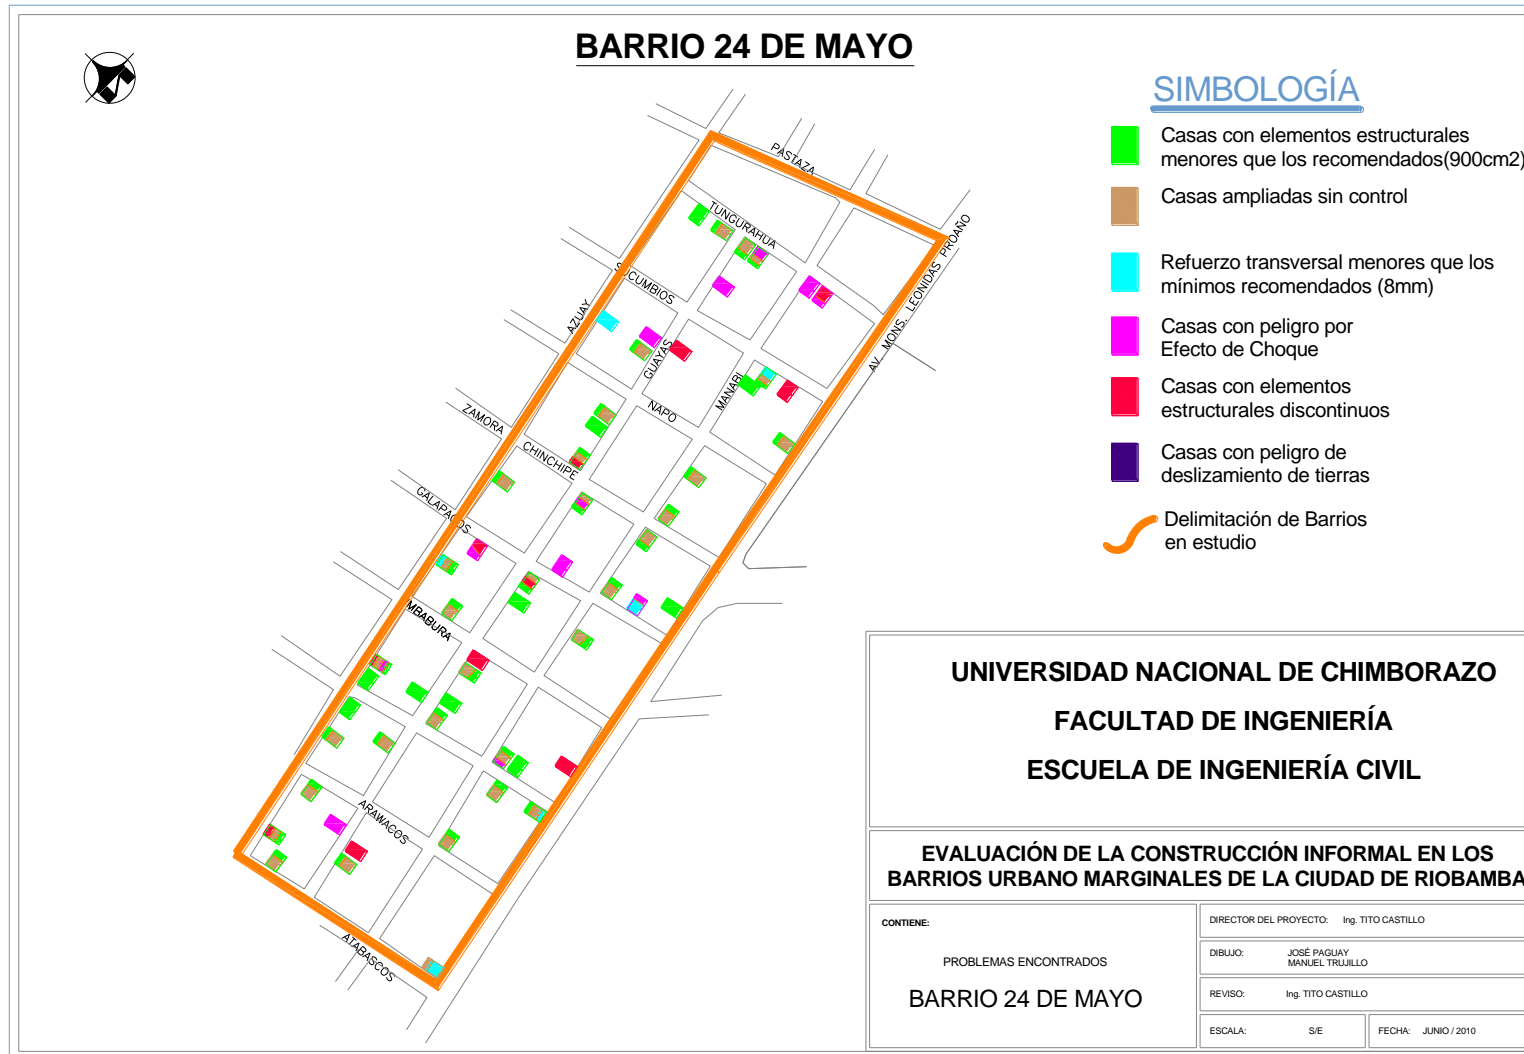 BARRIO 24 DE MAYO
SIMBOLOGÍA
Casas con elementos estructurales
menores que los recomendados(900cm2)
Casas ampliadas sin control
Refuerzo transversal menores que los
mínimos recomendados (8mm)
Casas con peligro por
Efecto de Choque
Casas con elementos
estructurales discontinuos
Casas con peligro de
deslizamiento de tierras
Delimitación de Barrios
en estudio
PASTAZA
TUNGURAHUA
SUCUMBIOS
AZUAY
GUAYAS
MANABI
NAPO
AV. MONS. LEONIDAS PROAÑO
ZAMORA
CHINCHIPE
GALAPAGOS
MBABURA
ARAWACOS
ATABASCOS
UNIVERSIDAD NACIONAL DE CHIMBORAZO
FACULTAD DE INGENIERÍA
ESCUELA DE INGENIERÍA CIVIL
EVALUACIÓN DE LA CONSTRUCCIÓN INFORMAL EN LOS
BARRIOS URBANO MARGINALES DE LA CIUDAD DE RIOBAMBA
CONTIENE:
PROBLEMAS ENCONTRADOS
BARRIO 24 DE MAYO
DIRECTOR DEL PROYECTO: Ing. TITO CASTILLO
DIBUJO: JOSÉ PAGUAY
MANUEL TRUJILLO
REVISO: Ing. TITO CASTILLO
ESCALA: S/E
FECHA: JUNIO / 2010